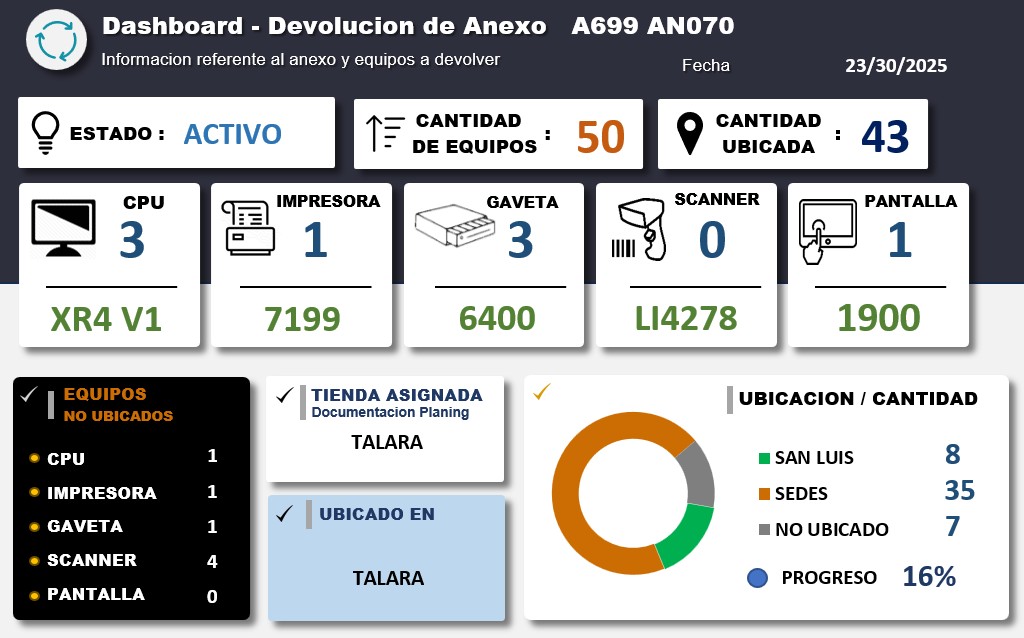 Dashboard - Devolucion de Anexo A699 AN070
Informacion referente al anexo y equipos a devolver
Fecha 23/30/2025
ESTADO : ACTIVO
CANTIDAD
DE EQUIPOS : 50
CANTIDAD
UBICADA : 43
CPU
3
XR4 V1
IMPRESORA
1
7199
GAVETA
3
6400
SCANNER
0
LI4278
PANTALLA
1
1900
EQUIPOS
NO UBICADOS
CPU 1
IMPRESORA 1
GAVETA 1
SCANNER 4
PANTALLA 0
TIENDA ASIGNADA
Documentacion Planing
TALARA
UBICADO EN
TALARA
UBICACION / CANTIDAD
SAN LUIS 8
SEDES 35
NO UBICADO 7
PROGRESO 16%